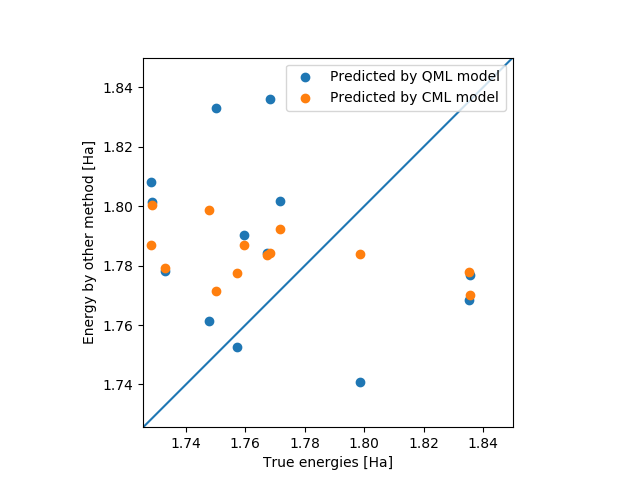 Predicted by QML model
Predicted by CML model
Energy by other method [Ha]
1.84
1.82
1.80
1.78
1.76
1.74
1.74 1.76 1.78 1.80 1.82 1.84
True energies [Ha]